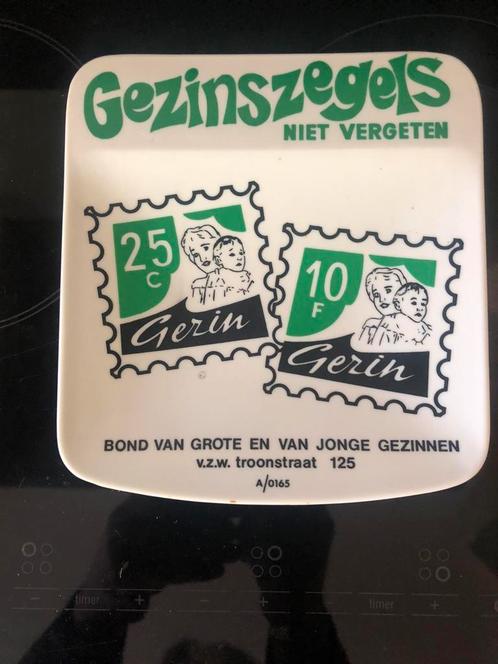 Gezinszegels
NIET VERGETEN
25
C
Gezin
10
F
Gezin
BOND VAN GROTE EN VAN JONGE GEZINNEN
v.z.w. troonstraat 125
A/0165
timer - + - + timer +